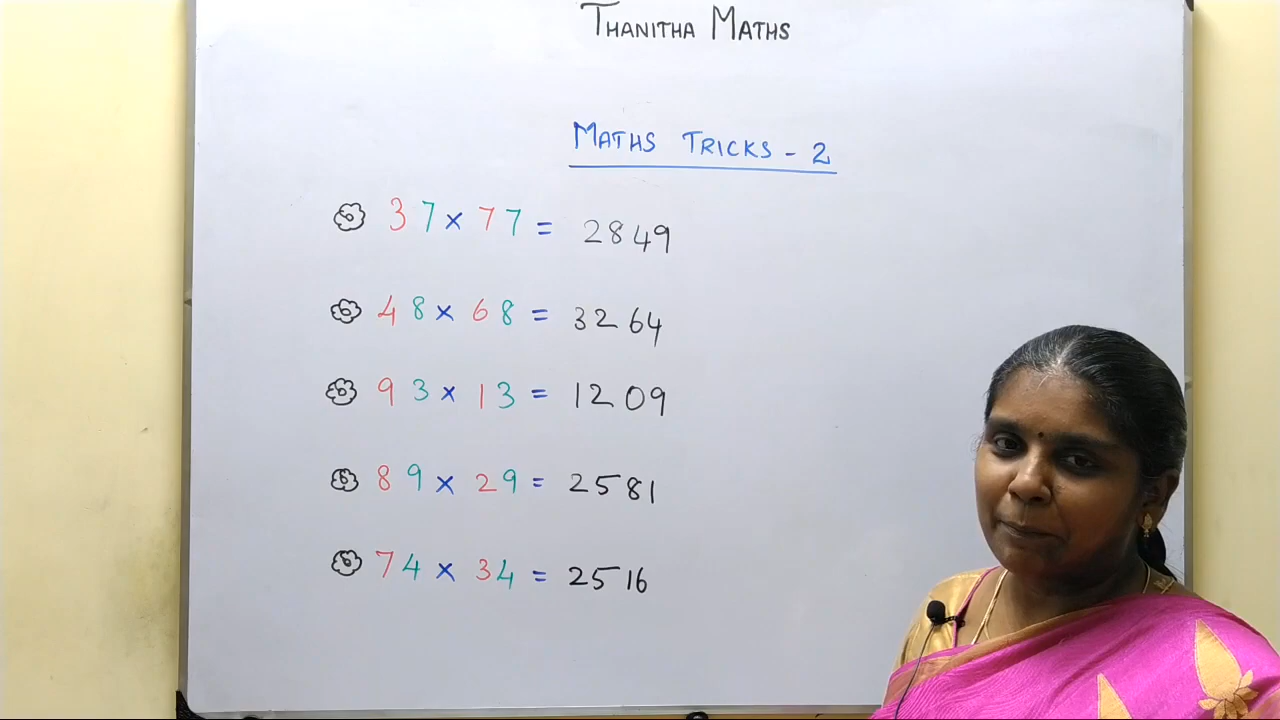 THANITHA MATHS
MATHS TRICKS - 2
37 × 77 = 2849
48 × 68 = 3264
93 × 13 = 1209
89 × 29 = 2581
74 × 34 = 2516